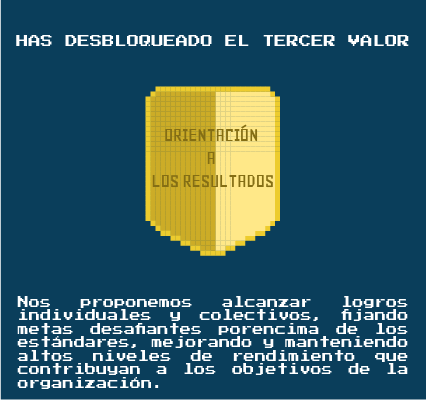 HAS DESBLOQUEADO EL TERCER VALOR
ORIENTACIÓN
A
LOS RESULTADOS
Nos proponemos alcanzar logros
individuales y colectivos, fijando
metas desafiantes porencima de los
estándares, mejorando y manteniendo
altos niveles de rendimiento que
contribuyan a los objetivos de la
organización.